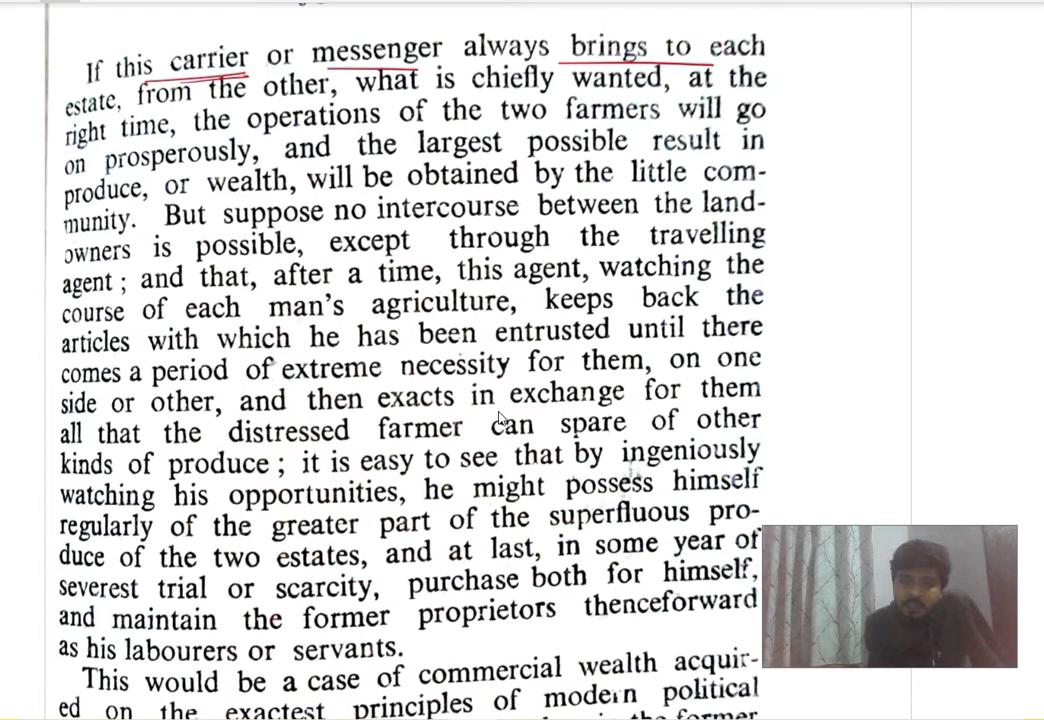 If this carrier or messenger always brings to each
estate, from the other, what is chiefly wanted, at the
right time, the operations of the two farmers will go
on prosperously, and the largest possible result in
produce, or wealth, will be obtained by the little com-
munity. But suppose no intercourse between the land-
owners is possible, except through the travelling
agent ; and that, after a time, this agent, watching the
course of each man's agriculture, keeps back the
articles with which he has been entrusted until there
comes a period of extreme necessity for them, on one
side or other, and then exacts in exchange for them
all that the distressed farmer can spare of other
kinds of produce ; it is easy to see that by ingeniously
watching his opportunities, he might possess himself
regularly of the greater part of the superfluous pro-
duce of the two estates, and at last, in some year of
severest trial or scarcity, purchase both for himself,
and maintain the former proprietors thenceforward
as his labourers or servants.
This would be a case of commercial wealth acquir-
ed on the exactest principles of modern political
the former